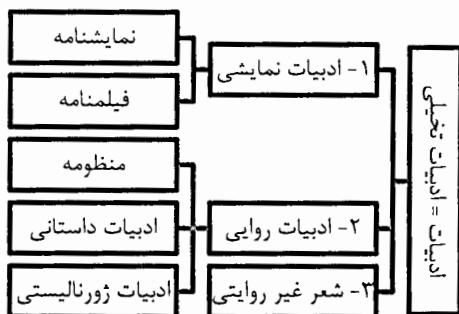 ادبیات = ادبیات تخیلی
۱- ادبیات نمایشی
نمایشنامه
فیلمنامه
۲- ادبیات روایی
منظومه
ادبیات داستانی
ادبیات ژورنالیستی
۳- شعر غیر روایتی